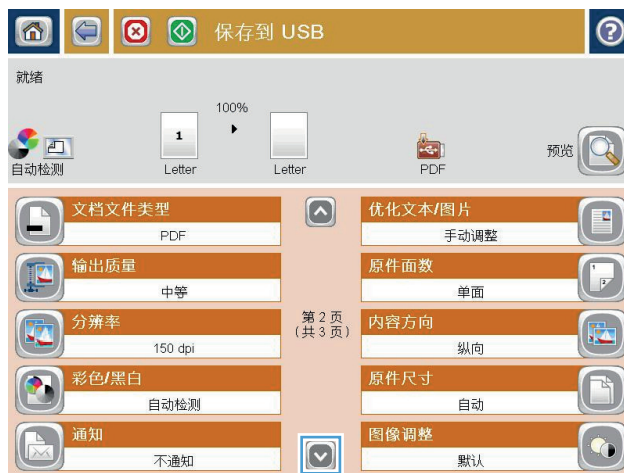 保存到 USB
就绪
100%
1
自动检测
Letter
Letter
PDF
预览
文档文件类型
PDF
优化文本/图片
手动调整
输出质量
中等
原件面数
单面
1
2
分辨率
150 dpi
第 2 页
(共 3 页)
内容方向
纵向
彩色/黑白
自动检测
原件尺寸
自动
通知
不通知
图像调整
默认